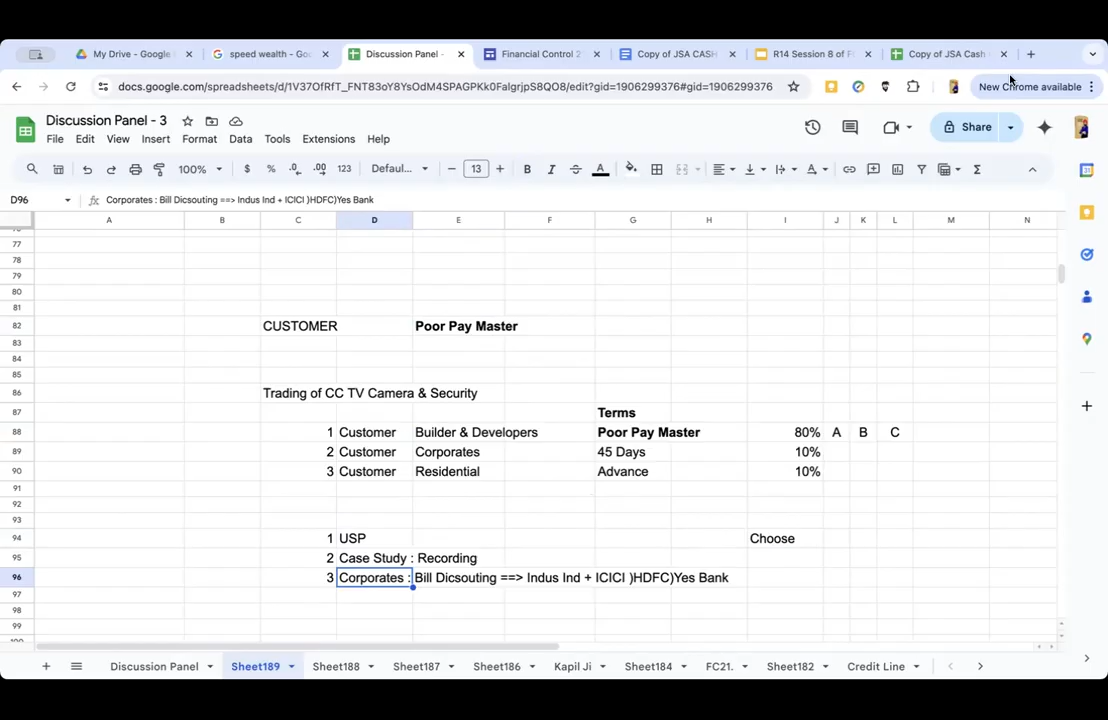 My Drive - Google
speed wealth - Goo
Discussion Panel -
Financial Control 2
Copy of JSA CASH
R14 Session 8 of F
Copy of JSA Cash
docs.google.com/spreadsheets/d/1V37OfRfT_FNT83oY8YsOdM4SPAGPKk0FalgrjpS8QO8/edit?gid=1906299376#gid=1906299376
New Chrome available
Discussion Panel - 3
File Edit View Insert Format Data Tools Extensions Help
Share
100% $ % .0 .00 123 Defaul... 13 B I S A
D96 fx Corporates : Bill Dicsouting ==> Indus Ind + ICICI )HDFC)Yes Bank
A B C D E F G H I J K L M N
77
78
79
80
81
82 CUSTOMER Poor Pay Master
83
84
85
86 Trading of CC TV Camera & Security
87 Terms
88 1 Customer Builder & Developers Poor Pay Master 80% A B C
89 2 Customer Corporates 45 Days 10%
90 3 Customer Residential Advance 10%
91
92
93
94 1 USP Choose
95 2 Case Study : Recording
96 3 Corporates : Bill Dicsouting ==> Indus Ind + ICICI )HDFC)Yes Bank
97
98
99
Discussion Panel Sheet189 Sheet188 Sheet187 Sheet186 Kapil Ji Sheet184 FC21. Sheet182 Credit Line